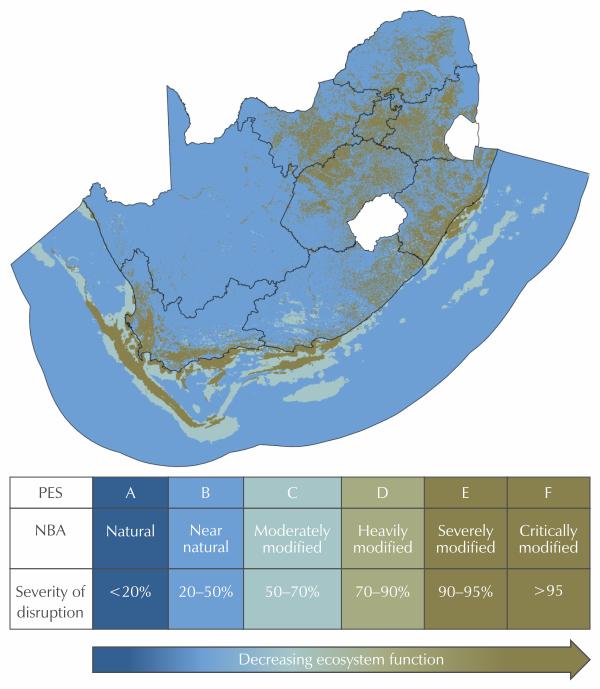 PES A B C D E F
NBA Natural Near natural Moderately modified Heavily modified Severely modified Critically modified
Severity of disruption <20% 20–50% 50–70% 70–90% 90–95% >95
Decreasing ecosystem function